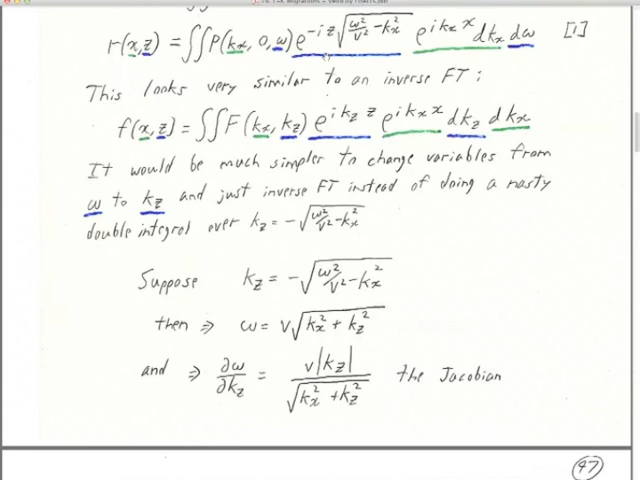 r(x,z) = ∬P(kx, 0, ω) e^{-iz√(ω²/v² - kx²)} e^{ikx x} dkx dω [1]
This looks very similar to an inverse FT:
f(x,z) = ∬F(kx, kz) e^{ikz z} e^{ikx x} dkz dkx
It would be much simpler to change variables from
ω to kz and just inverse FT instead of doing a nasty
double integral over kz = -√(ω²/v² - kx²)
Suppose kz = -√(ω²/v² - kx²)
then ⇒ ω = v√(kx² + kz²)
and ⇒ ∂ω/∂kz = v|kz| / √(kx² + kz²) the Jacobian
47